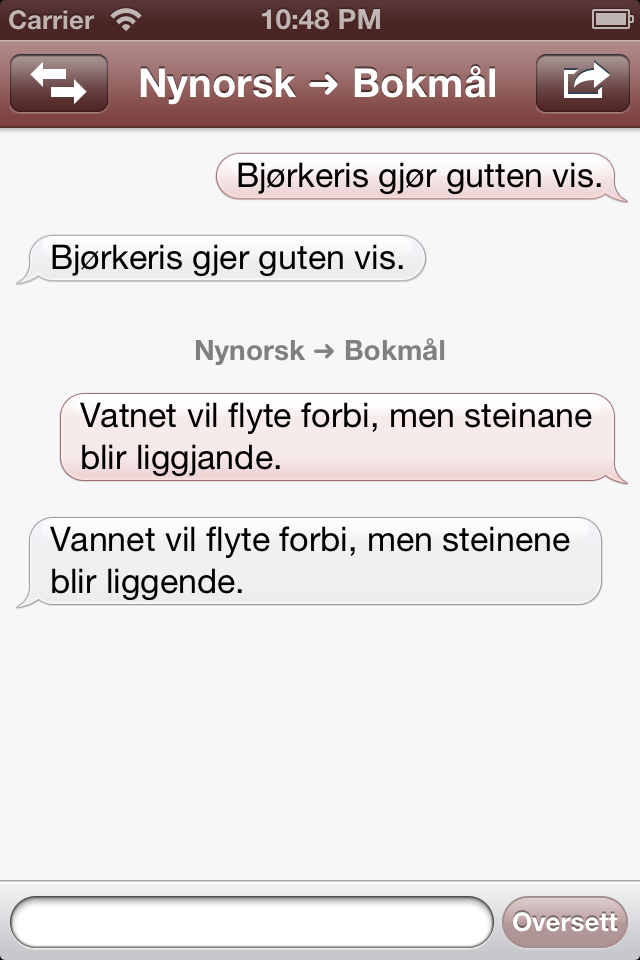 Carrier 10:48 PM
Nynorsk → Bokmål
Bjørkeris gjør gutten vis.
Bjørkeris gjer guten vis.
Nynorsk → Bokmål
Vatnet vil flyte forbi, men steinane
blir liggjande.
Vannet vil flyte forbi, men steinene
blir liggende.
Oversett